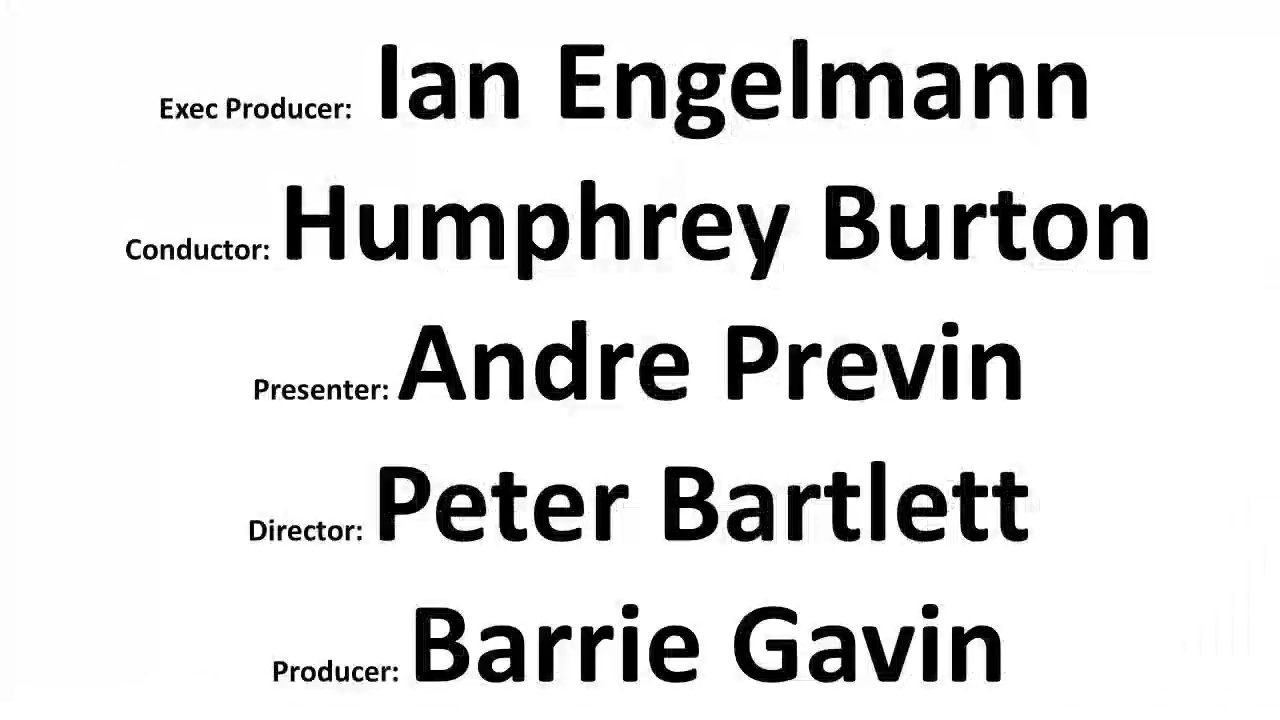 Exec Producer: Ian Engelmann
Conductor: Humphrey Burton
Presenter: Andre Previn
Director: Peter Bartlett
Producer: Barrie Gavin